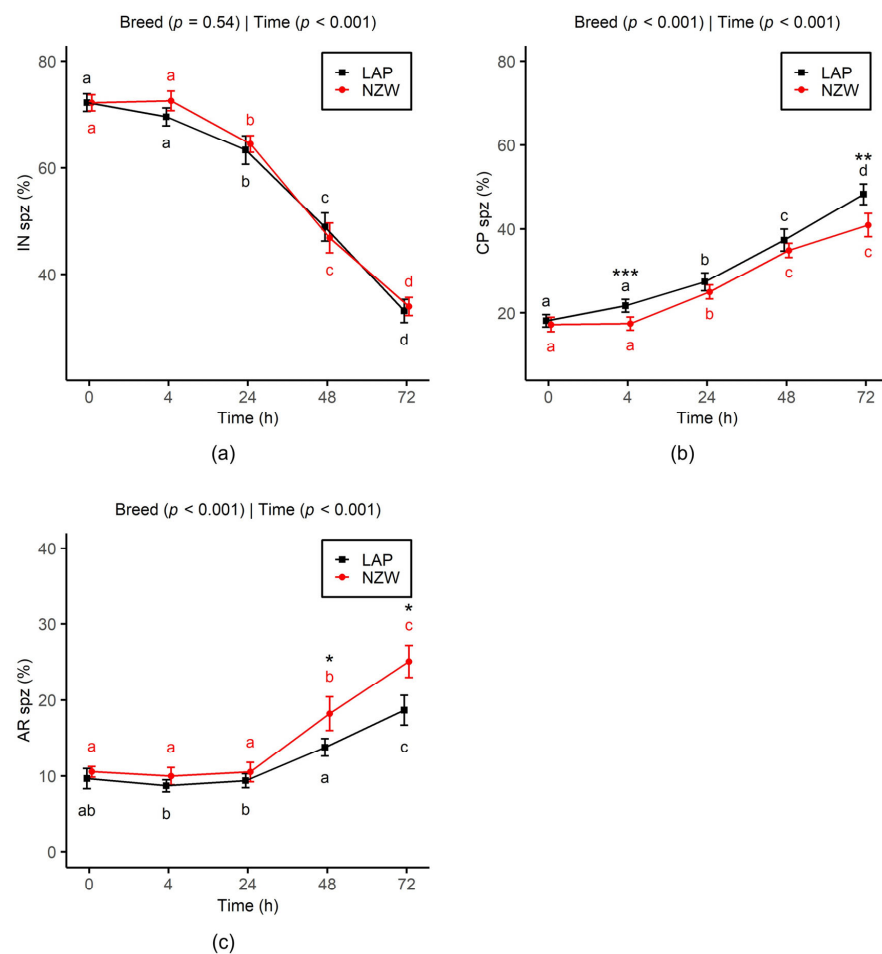 Breed (p = 0.54) | Time (p < 0.001)
80
60
40
IN spz (%)
LAP
NZW
a
a
a
a
b
b
c
c
d
d
0 4 24 48 72
Time (h)
(a)
Breed (p < 0.001) | Time (p < 0.001)
80
60
40
20
CP spz (%)
LAP
NZW
a
a
***
a
a
b
b
c
c
**
d
c
0 4 24 48 72
Time (h)
(b)
Breed (p < 0.001) | Time (p < 0.001)
40
30
20
10
0
AR spz (%)
LAP
NZW
a
ab
a
b
a
b
*
b
a
*
c
c
0 4 24 48 72
Time (h)
(c)